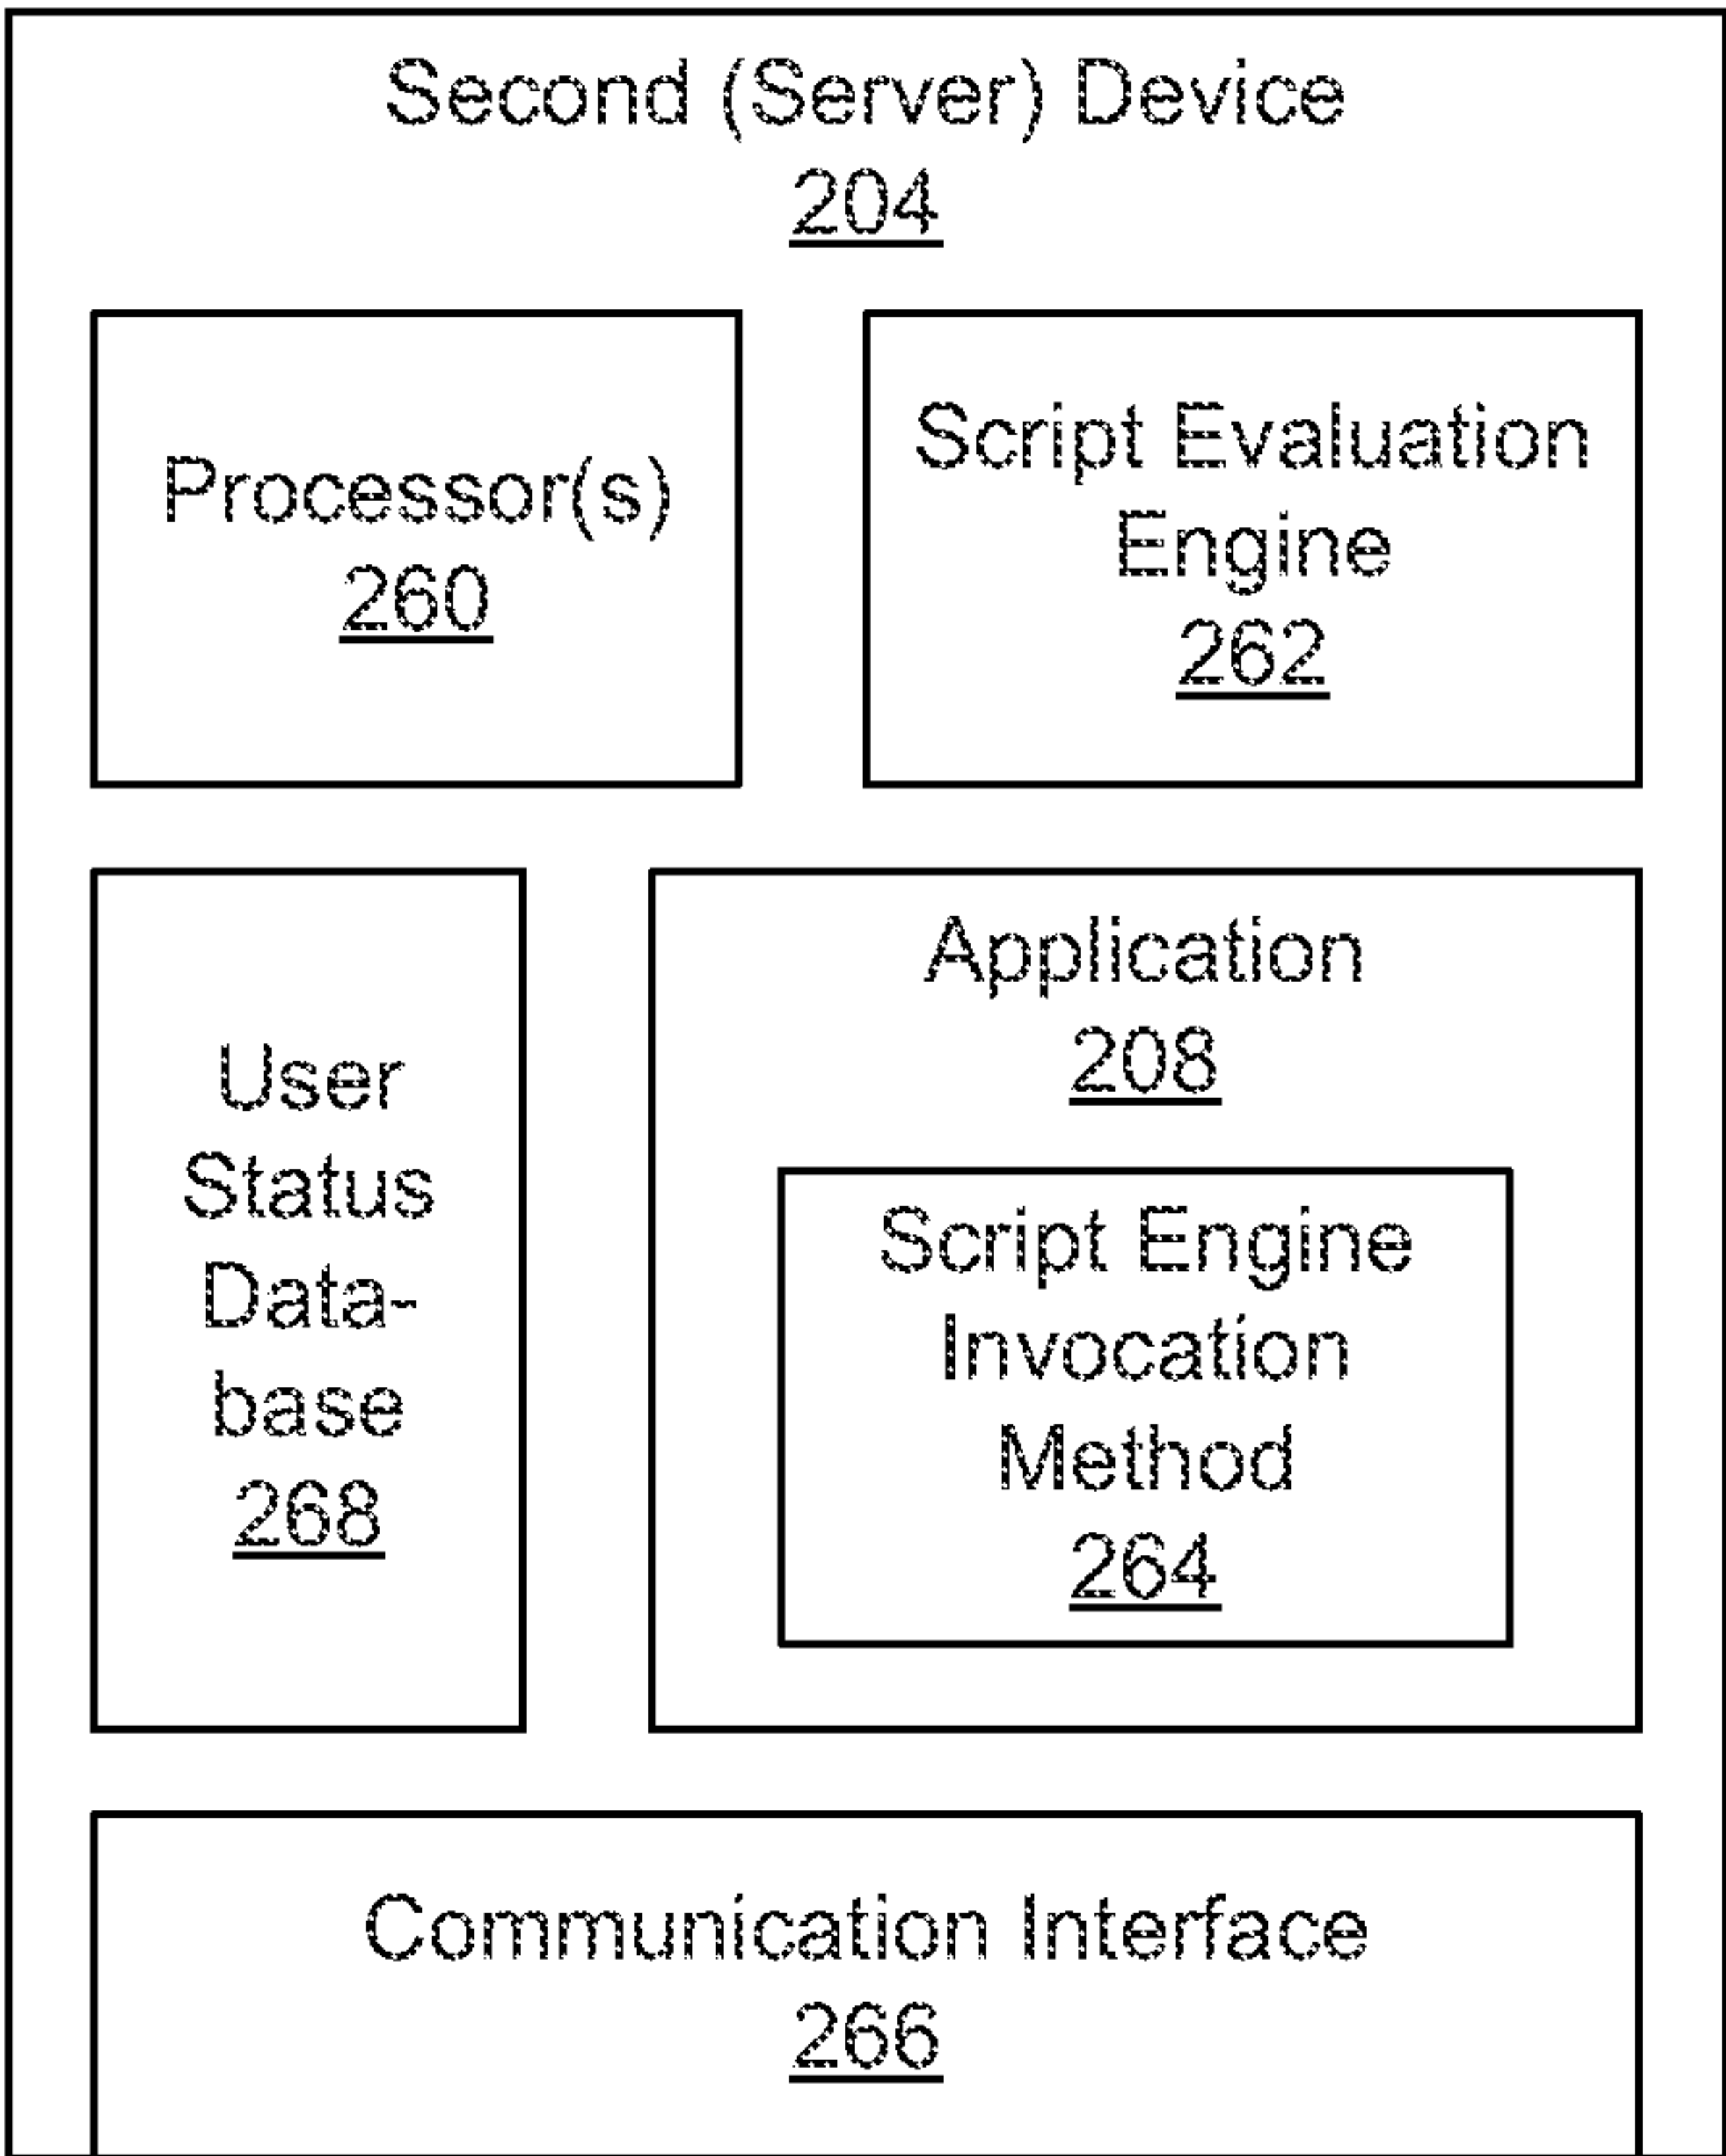 Second (Server) Device
204
Processor(s)
260
Script Evaluation
Engine
262
User
Status
Data-
base
268
Application
208
Script Engine
Invocation
Method
264
Communication Interface
266